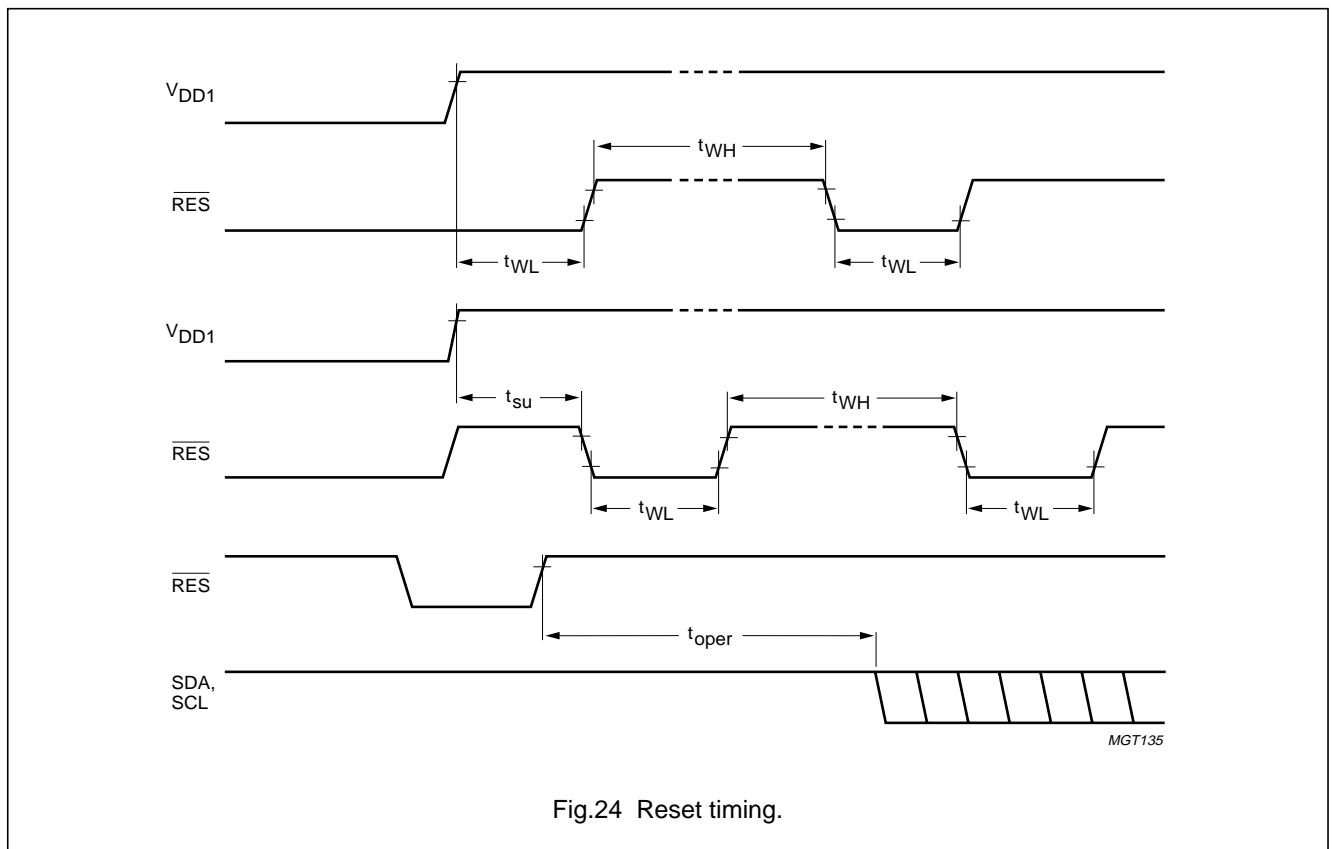 VDD1
tWH
RES
tWL
tWL
VDD1
tsu
tWH
RES
tWL
tWL
RES
toper
SDA,
SCL
MGT135
Fig.24 Reset timing.